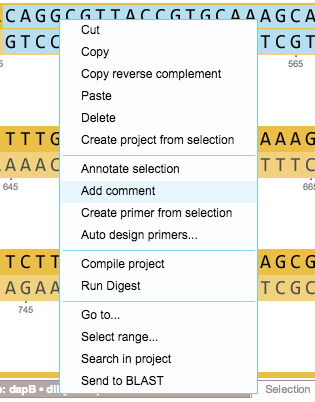 CAGGCGTTACCGTGCAAAGCA
GTCC TCGT
5 565
TTTG AAAG
AAAC TTTC
645 665
TCTT AGCG
AGAA TCGC
745
Cut
Copy
Copy reverse complement
Paste
Delete
Create project from selection
Annotate selection
Add comment
Create primer from selection
Auto design primers...
Compile project
Run Digest
Go to...
Select range...
Search in project
Send to BLAST
: dapB • di
Selection